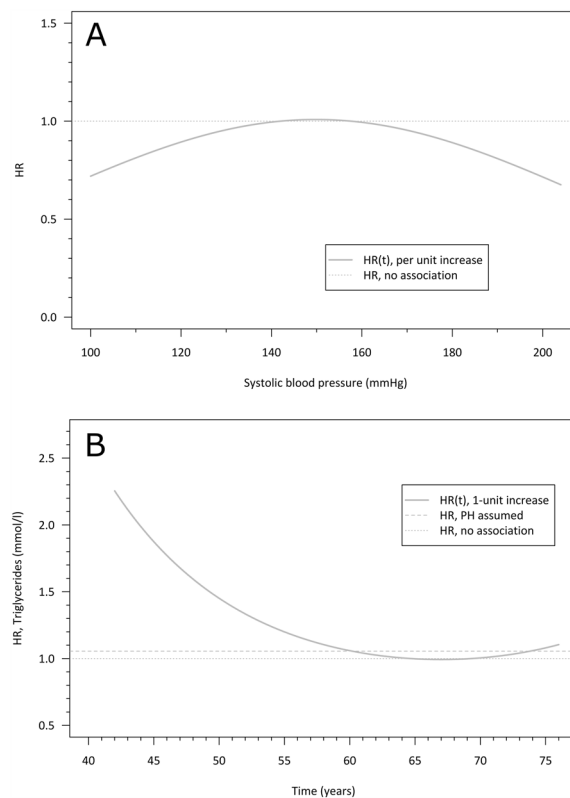 A
1.5
1.0
0.5
0.0
HR
HR(t), per unit increase
HR, no association
100 120 140 160 180 200
Systolic blood pressure (mmHg)
B
2.5
2.0
1.5
1.0
0.5
HR, Triglycerides (mmol/l)
HR(t), 1-unit increase
HR, PH assumed
HR, no association
40 45 50 55 60 65 70 75
Time (years)